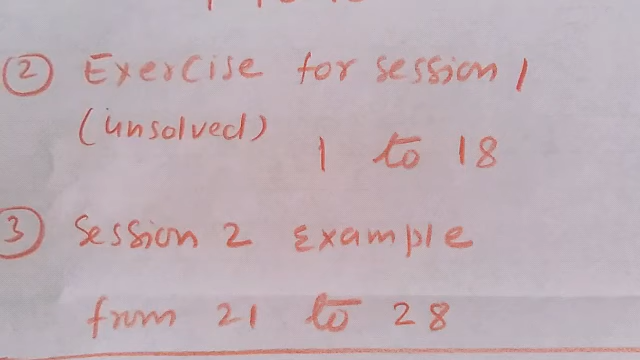 ② Exercise for session 1
(unsolved)
1 to 18
③ Session 2 Example
from 21 to 28